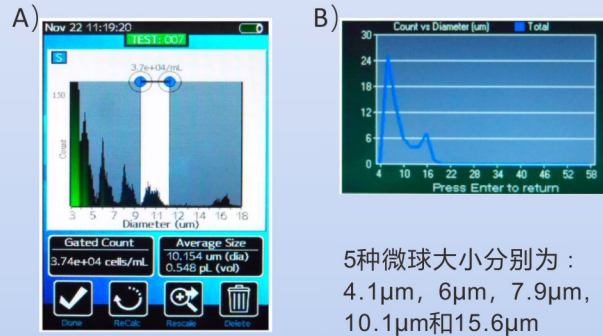 A)
Nov 22 11:19:20
TEST: 007
S
3.7e+04/mL
150
Count
3 5 7 9 11 12 14 16 18
Diameter (um)
Gated Count
3.74e+04 cells/mL
Average Size
10.154 um (dia)
0.548 pL (vol)
Done ReCalc Rescale Delete
B)
Count vs Diameter (um) Total
30
24
18
12
6
0
4 10 16 22 28 34 40 46 52 58
Press Enter to return
5种微球大小分别为：
4.1μm，6μm，7.9μm，
10.1μm和15.6μm